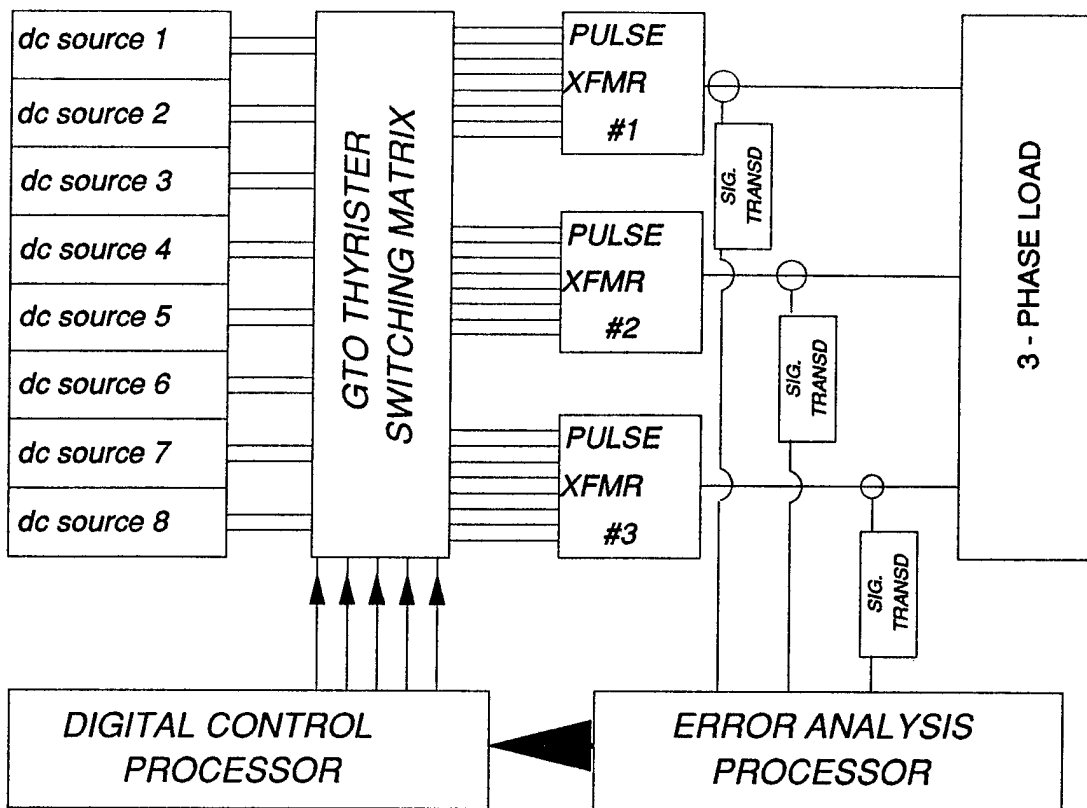 dc source 1
dc source 2
dc source 3
dc source 4
dc source 5
dc source 6
dc source 7
dc source 8
GTO THYRISTER
SWITCHING MATRIX
PULSE
XFMR
#1
PULSE
XFMR
#2
PULSE
XFMR
#3
SIG.
TRANSD
SIG.
TRANSD
SIG.
TRANSD
3 - PHASE LOAD
DIGITAL CONTROL
PROCESSOR
ERROR ANALYSIS
PROCESSOR